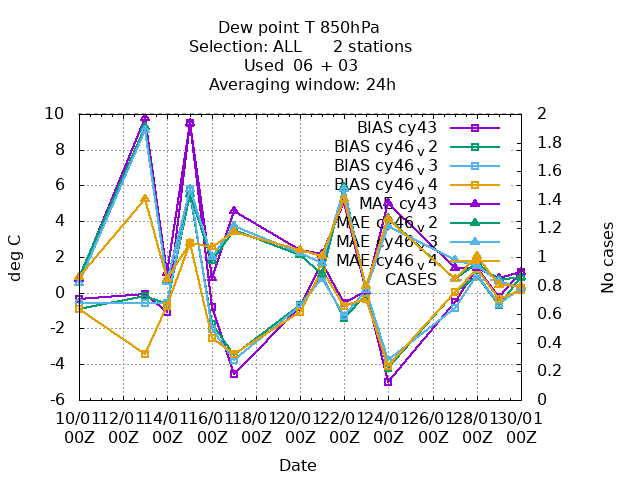 Dew point T 850hPa
Selection: ALL      2 stations
Used  06 + 03
Averaging window: 24h
deg C
No cases
10
8
6
4
2
0
-2
-4
-6
2
1.8
1.6
1.4
1.2
1
0.8
0.6
0.4
0.2
0
BIAS cy43
BIAS cy46_v2
BIAS cy46_v3
BIAS cy46_v4
MAE cy43
MAE cy46_v2
MAE cy46_v3
MAE cy46_v4
CASES
10/01 12/01 14/01 16/01 18/01 20/01 22/01 24/01 26/01 28/01 30/01
00Z 00Z 00Z 00Z 00Z 00Z 00Z 00Z 00Z 00Z 00Z
Date